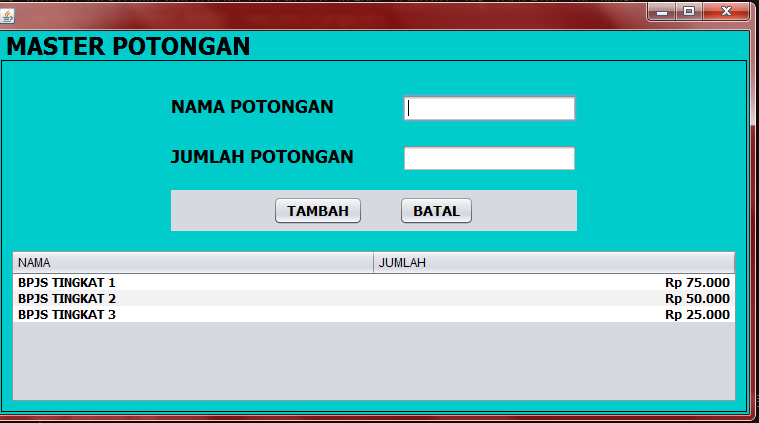 MASTER POTONGAN
NAMA POTONGAN
JUMLAH POTONGAN
TAMBAH BATAL
NAMA JUMLAH
BPJS TINGKAT 1 Rp 75.000
BPJS TINGKAT 2 Rp 50.000
BPJS TINGKAT 3 Rp 25.000